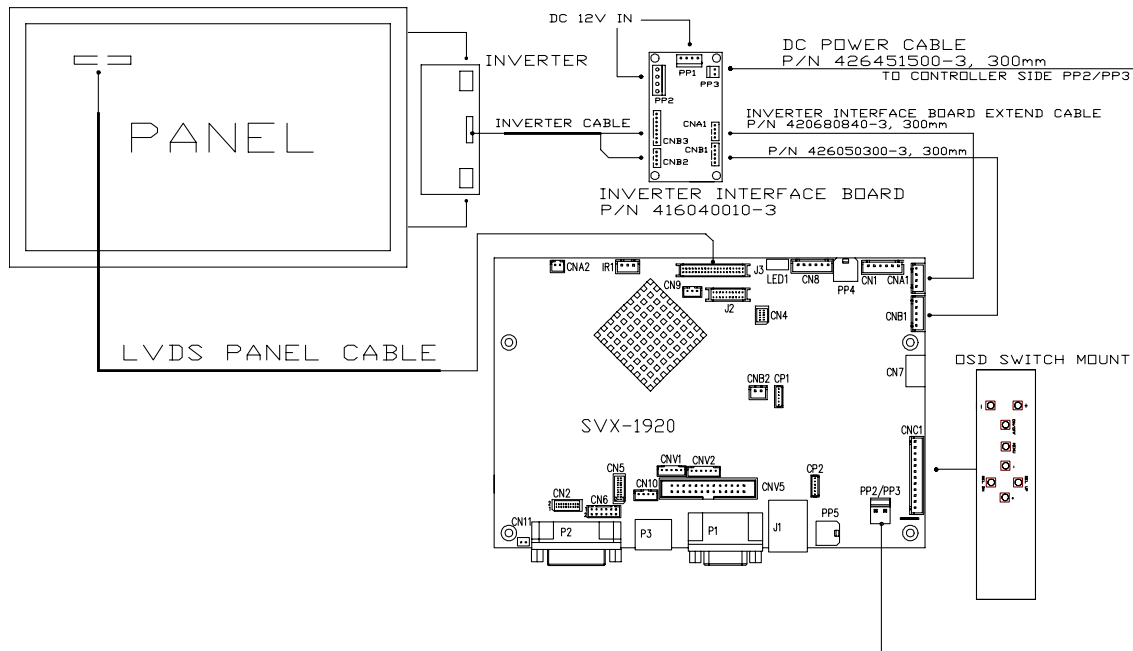 DC 12V IN
DC POWER CABLE
P/N 426451500-3, 300mm
TO CONTROLLER SIDE PP2/PP3
INVERTER
PP1
PP3
PP2
PANEL
INVERTER CABLE
INVERTER INTERFACE BOARD EXTEND CABLE
P/N 420680840-3, 300mm
CNA1
CNB3
CNB1
CNB2
P/N 426050300-3, 300mm
INVERTER INTERFACE BOARD
P/N 416040010-3
CNA2
IR1
J3
LED1
CN8
PP4
CN1
CNA1
CN9
J2
CN4
CNB1
LVDS PANEL CABLE
CN7
OSD SWITCH MOUNT
CNB2
CP1
SVX-1920
CNC1
CNV1
CNV2
CN5
CN10
CNV5
CP2
PP2/PP3
CN2
CN6
CN11
P2
P3
P1
J1
PP5